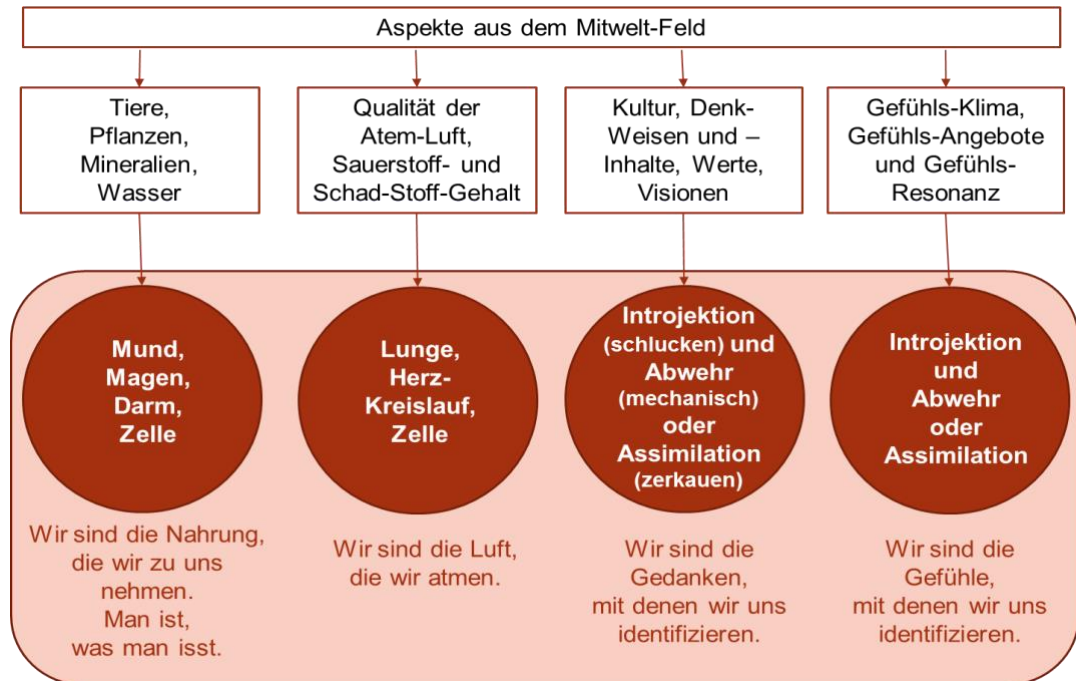 Aspekte aus dem Mitwelt-Feld
Tiere,
Pflanzen,
Mineralien,
Wasser
Qualität der
Atem-Luft,
Sauerstoff- und
Schad-Stoff-Gehalt
Kultur, Denk-
Weisen und –
Inhalte, Werte,
Visionen
Gefühls-Klima,
Gefühls-Angebote
und Gefühls-
Resonanz
Mund,
Magen,
Darm,
Zelle
Lunge,
Herz-
Kreislauf,
Zelle
Introjektion
(schlucken) und
Abwehr
(mechanisch)
oder
Assimilation
(zerkauen)
Introjektion
und
Abwehr
oder
Assimilation
Wir sind die Nahrung,
die wir zu uns
nehmen.
Man ist,
was man isst.
Wir sind die Luft,
die wir atmen.
Wir sind die
Gedanken,
mit denen wir uns
identifizieren.
Wir sind die
Gefühle,
mit denen wir uns
identifizieren.